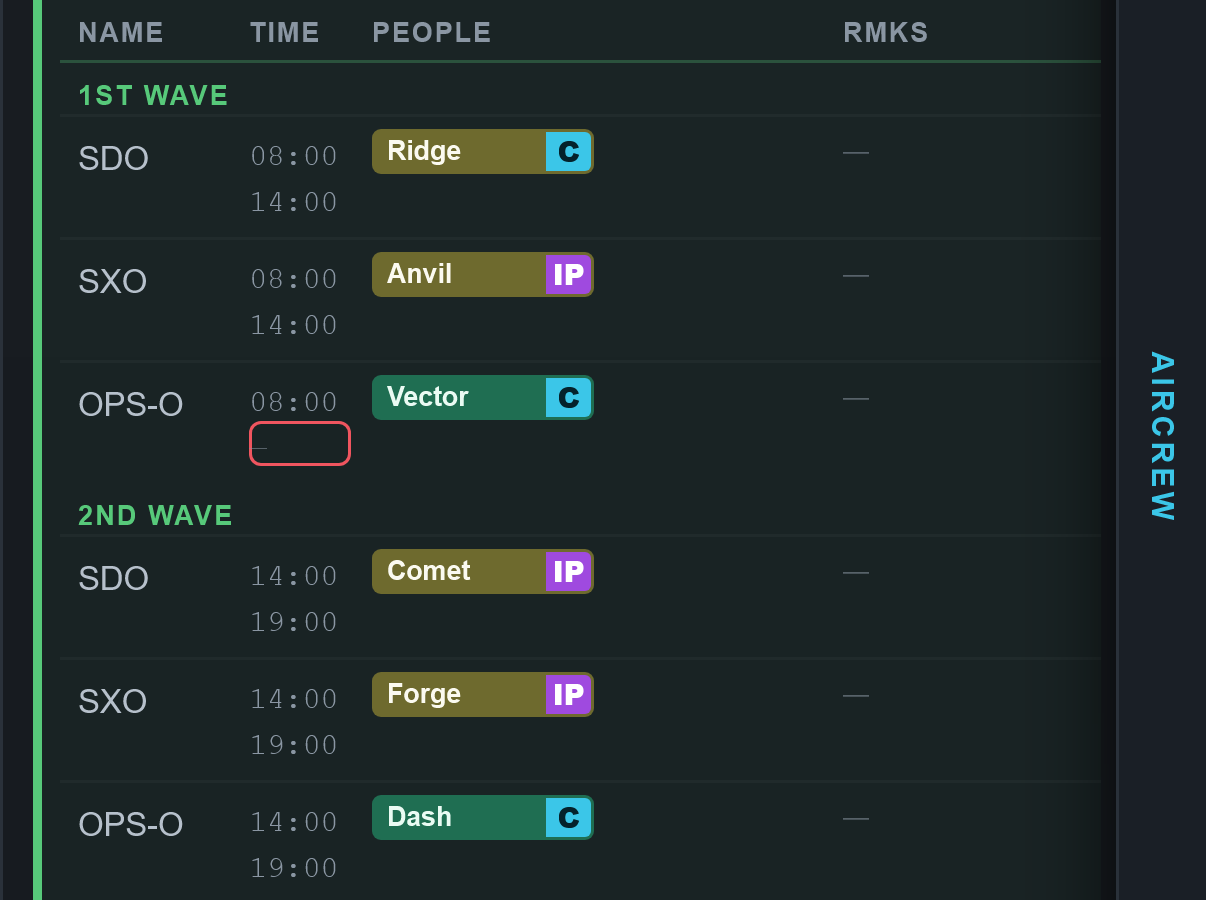 NAME TIME PEOPLE RMKS
1ST WAVE
SDO 08:00 Ridge C —
14:00
SXO 08:00 Anvil IP —
14:00
OPS-O 08:00 Vector C —
—
2ND WAVE
SDO 14:00 Comet IP —
19:00
SXO 14:00 Forge IP —
19:00
OPS-O 14:00 Dash C —
19:00
AIRCREW